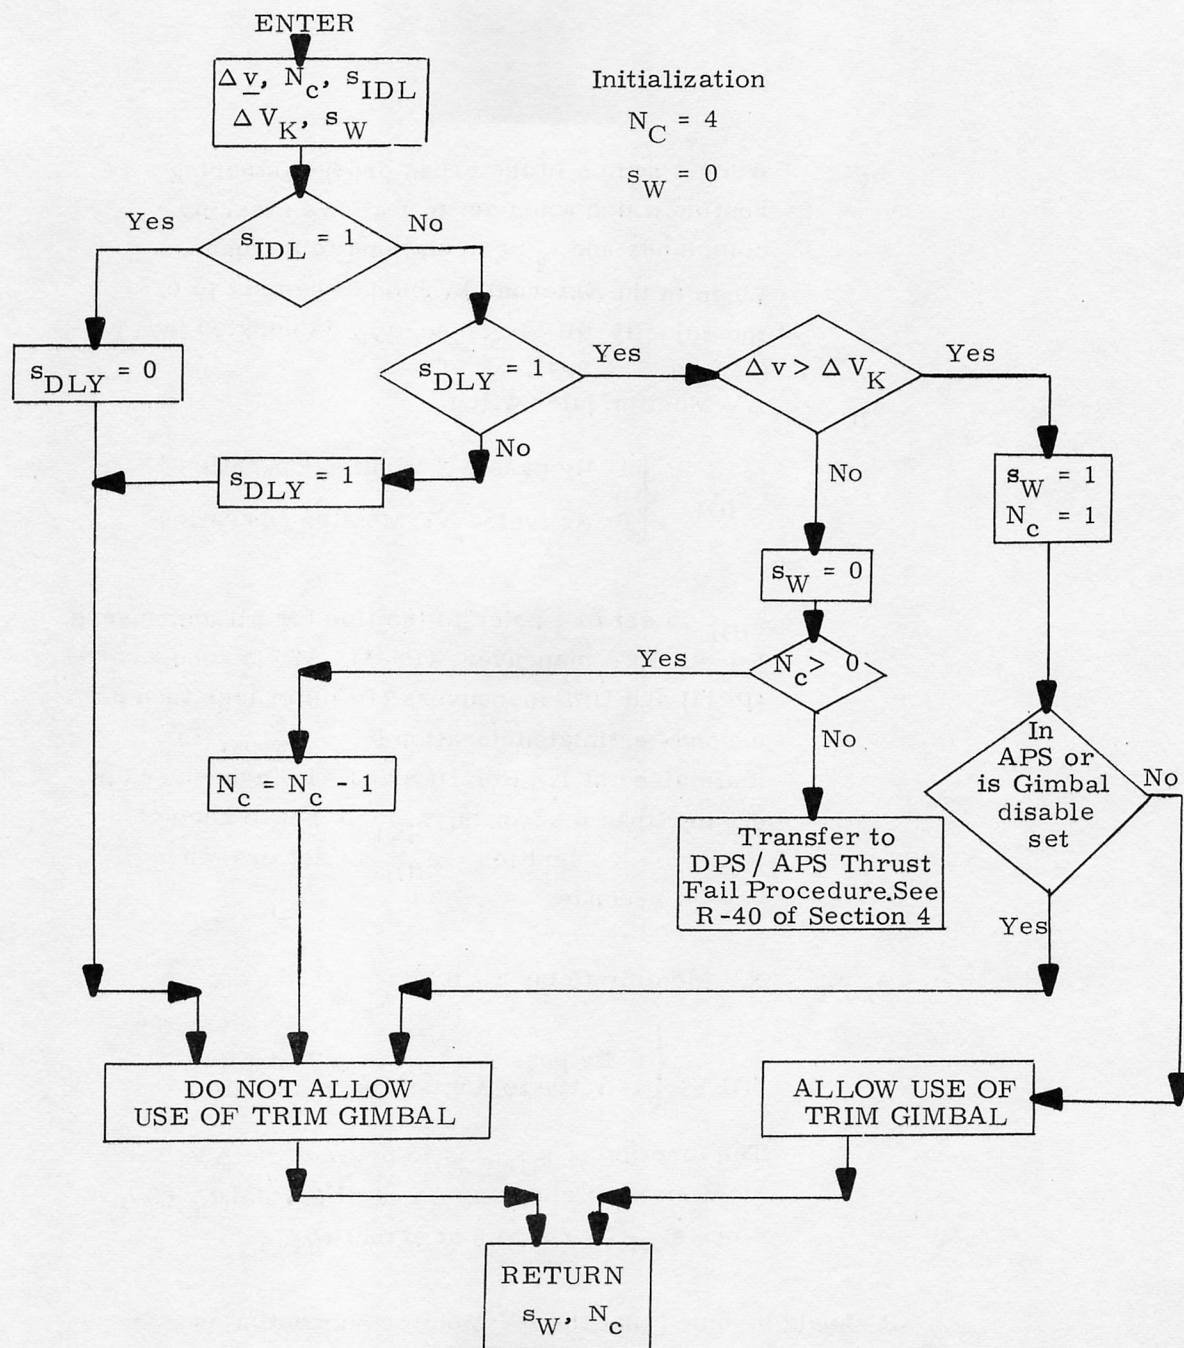 ENTER
Δv, N_c, s_IDL
ΔV_K, s_W
Initialization
N_C = 4
s_W = 0
Yes
s_IDL = 1
No
s_DLY = 0
s_DLY = 1
Yes
Δv > ΔV_K
Yes
No
s_DLY = 1
No
s_W = 1
N_c = 1
s_W = 0
Yes
N_c > 0
No
N_c = N_c - 1
In
APS or
is Gimbal
disable
set
No
Yes
Transfer to
DPS / APS Thrust
Fail Procedure. See
R-40 of Section 4
DO NOT ALLOW
USE OF TRIM GIMBAL
ALLOW USE OF
TRIM GIMBAL
RETURN
s_W, N_c